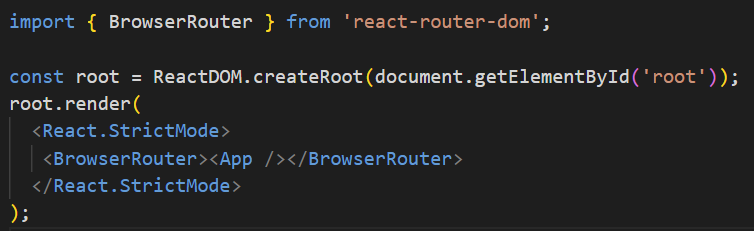 import { BrowserRouter } from 'react-router-dom';
const root = ReactDOM.createRoot(document.getElementById('root'));
root.render(
<React.StrictMode>
<BrowserRouter><App /></BrowserRouter>
</React.StrictMode>
);